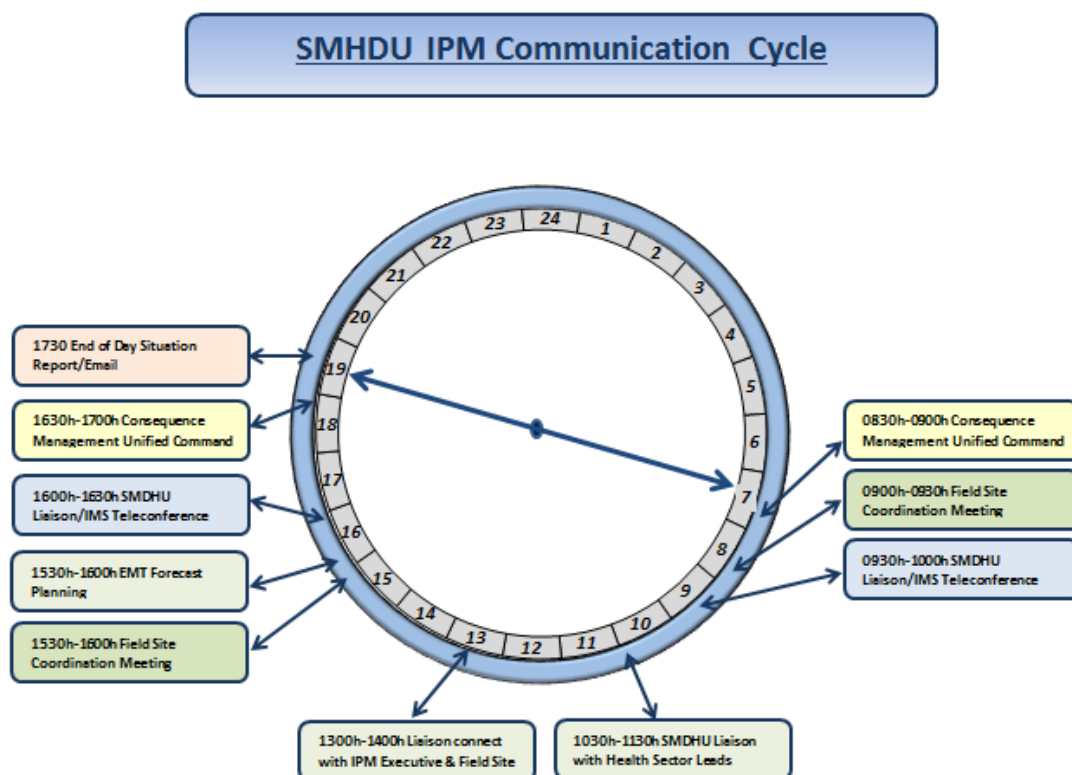 SMHDU IPM Communication Cycle
24
1
2
3
4
5
6
7
8
9
10
11
12
13
14
15
16
17
18
19
20
21
22
23
0830h-0900h Consequence
Management Unified Command
0900h-0930h Field Site
Coordination Meeting
0930h-1000h SMDHU
Liaison/IMS Teleconference
1030h-1130h SMDHU Liaison
with Health Sector Leads
1300h-1400h Liaison connect
with IPM Executive & Field Site
1530h-1600h Field Site
Coordination Meeting
1530h-1600h EMT Forecast
Planning
1600h-1630h SMDHU
Liaison/IMS Teleconference
1630h-1700h Consequence
Management Unified Command
1730 End of Day Situation
Report/Email